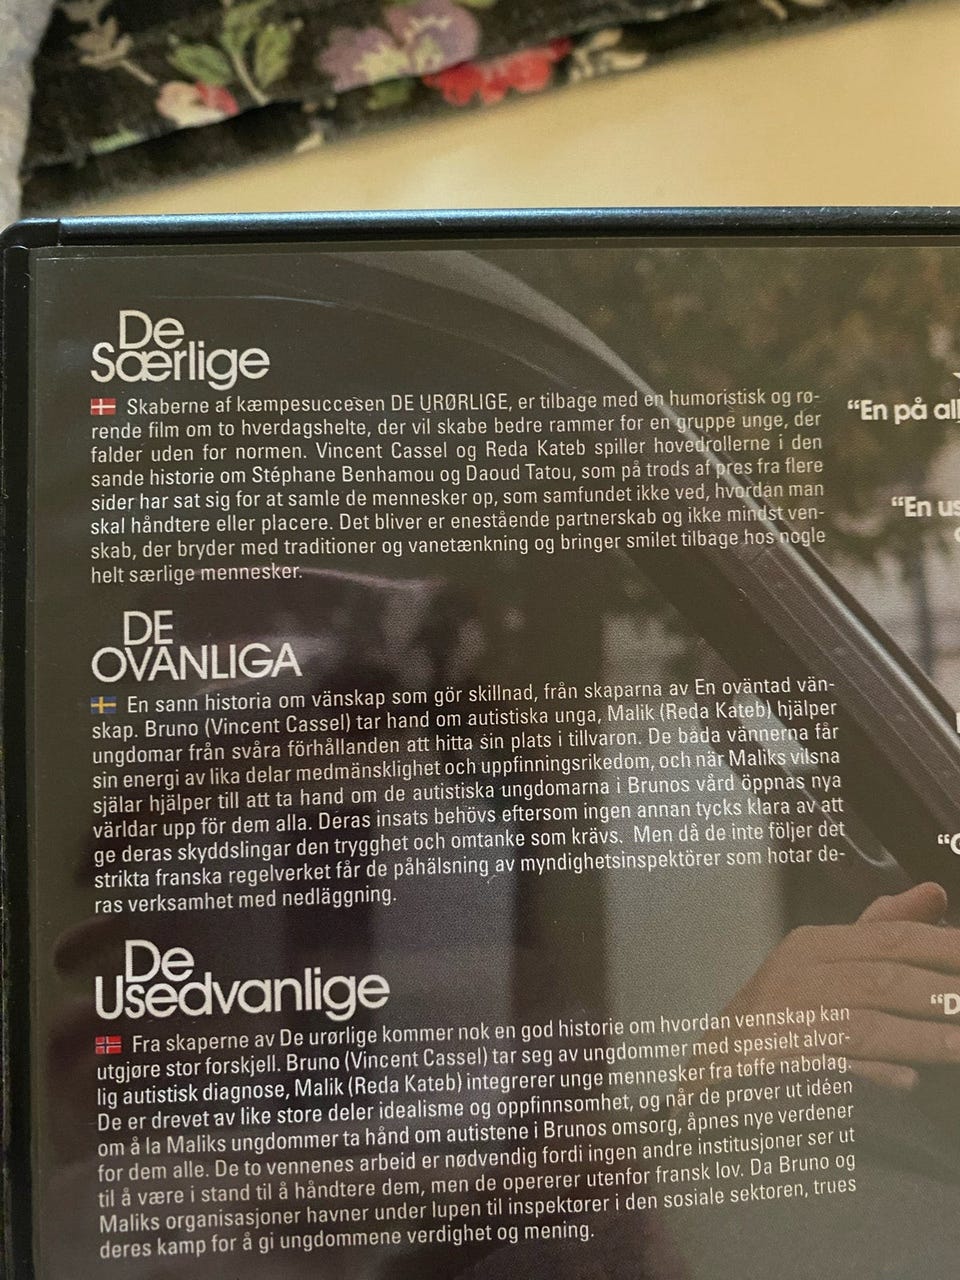 De
Særlige
Skaberne af kæmpesuccesen DE URØRLIGE, er tilbage med en humoristisk og rø-
rende film om to hverdagshelte, der vil skabe bedre rammer for en gruppe unge, der
falder uden for normen. Vincent Cassel og Reda Kateb spiller hovedrollerne i den
sande historie om Stéphane Benhamou og Daoud Tatou, som på trods af pres fra flere
sider har sat sig for at samle de mennesker op, som samfundet ikke ved, hvordan man
skal håndtere eller placere. Det bliver er enestående partnerskab og ikke mindst ven-
skab, der bryder med traditioner og vanetænkning og bringer smilet tilbage hos nogle
helt særlige mennesker.
DE
OVANLIGA
En sann historia om vänskap som gör skillnad, från skaparna av En oväntad vän-
skap. Bruno (Vincent Cassel) tar hand om autistiska unga, Malik (Reda Kateb) hjälper
ungdomar från svåra förhållanden att hitta sin plats i tillvaron. De båda vännerna får
sin energi av lika delar medmänsklighet och uppfinningsrikedom, och när Maliks vilsna
själar hjälper till att ta hand om de autistiska ungdomarna i Brunos vård öppnas nya
världar upp för dem alla. Deras insats behövs eftersom ingen annan tycks klara av att
ge deras skyddslingar den trygghet och omtanke som krävs. Men då de inte följer det
strikta franska regelverket får de påhälsning av myndighetsinspektörer som hotar de-
ras verksamhet med nedläggning.
De
Usedvanlige
Fra skaperne av De urørlige kommer nok en god historie om hvordan vennskap kan
utgjøre stor forskjell. Bruno (Vincent Cassel) tar seg av ungdommer med spesielt alvor-
lig autistisk diagnose, Malik (Reda Kateb) integrerer unge mennesker fra tøffe nabolag.
De er drevet av like store deler idealisme og oppfinnsomhet, og når de prøver ut idéen
om å la Maliks ungdommer ta hånd om autistene i Brunos omsorg, åpnes nye verdener
for dem alle. De to vennenes arbeid er nødvendig fordi ingen andre institusjoner ser ut
til å være i stand til å håndtere dem, men de opererer utenfor fransk lov. Da Bruno og
Maliks organisasjoner havner under lupen til inspektører i den sosiale sektoren, trues
deres kamp for å gi ungdommene verdighet og mening.
“En på al
“En us